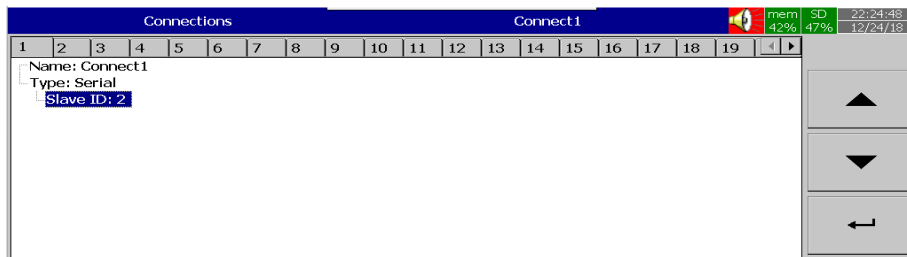 Connections Connect1 mem 42% SD 47% 22:24:48 12/24/18
1 2 3 4 5 6 7 8 9 10 11 12 13 14 15 16 17 18 19
Name: Connect1
Type: Serial
Slave ID: 2